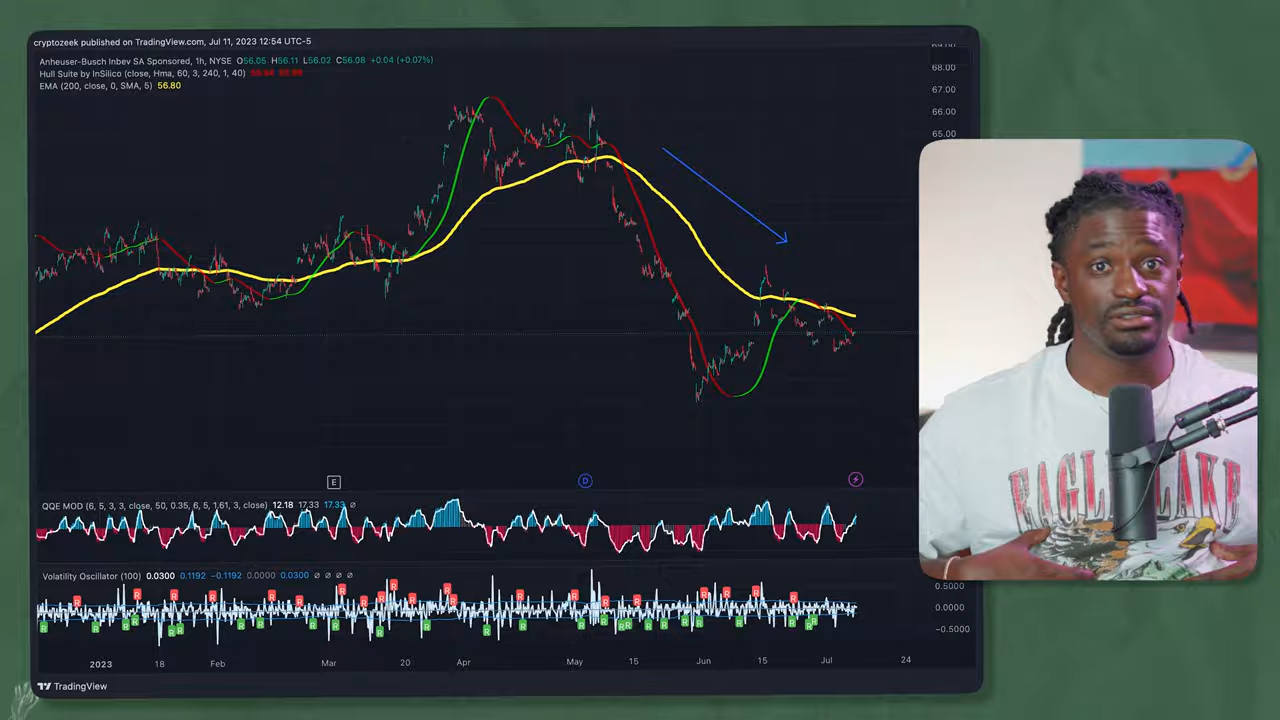 cryptozeek published on TradingView.com, Jul 11, 2023 12:54 UTC-5
Anheuser-Busch Inbev SA Sponsored, 1h, NYSE O56.05 H56.11 L56.02 C56.08 +0.04 (+0.07%)
Hull Suite by InSilico (close, Hma, 60, 3, 240, 1, 40)
EMA (200, close, 0, SMA, 5) 56.80
68.00
67.00
66.00
65.00
E
D
QQE MOD (6, 5, 3, 3, close, 50, 0.35, 6, 5, 1.61, 3, close) 12.18 17.33 17.33 ∅
Volatility Oscillator (100) 0.0300 0.1192 −0.1192 0.0000 0.0300 ∅ ∅ ∅ ∅
0.5000
0.0000
−0.5000
2023 18 Feb Mar 20 Apr May 15 Jun 15 Jul 24
TradingView
EAGLE LAKE